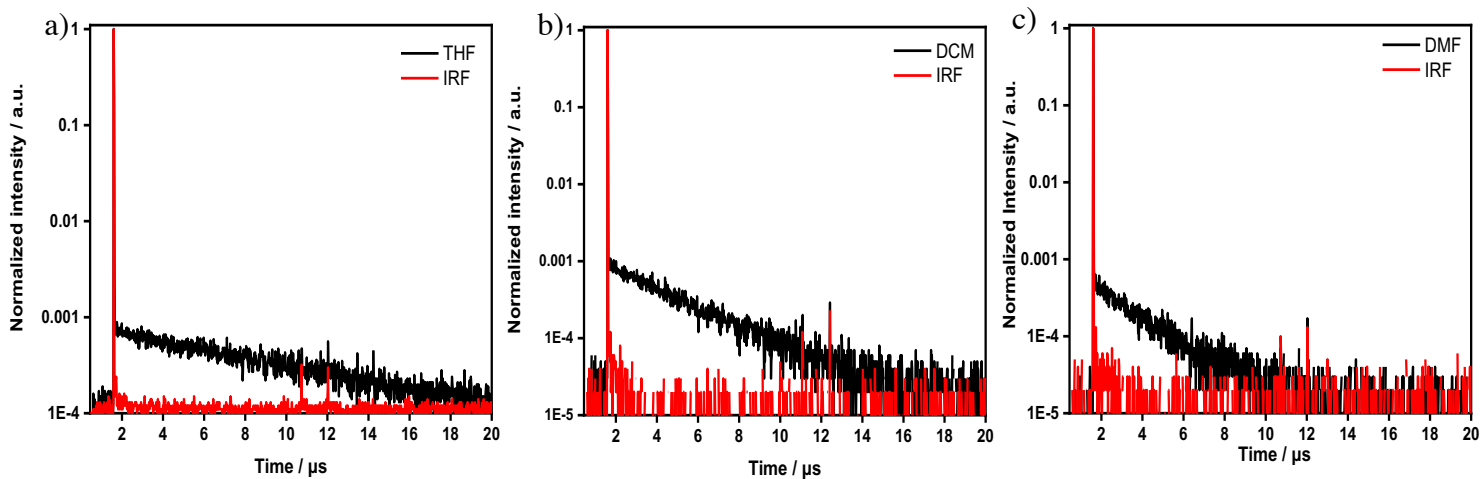 a)
THF
IRF
Normalized intensity / a.u.
1
0.1
0.01
0.001
1E-4
2 4 6 8 10 12 14 16 18 20
Time / µs
b)
DCM
IRF
Normalized intensity / a.u.
1
0.1
0.01
0.001
1E-4
1E-5
2 4 6 8 10 12 14 16 18 20
Time / µs
c)
DMF
IRF
Normalized Intensity / a.u.
1
0.1
0.01
0.001
1E-4
1E-5
2 4 6 8 10 12 14 16 18 20
Time / µs